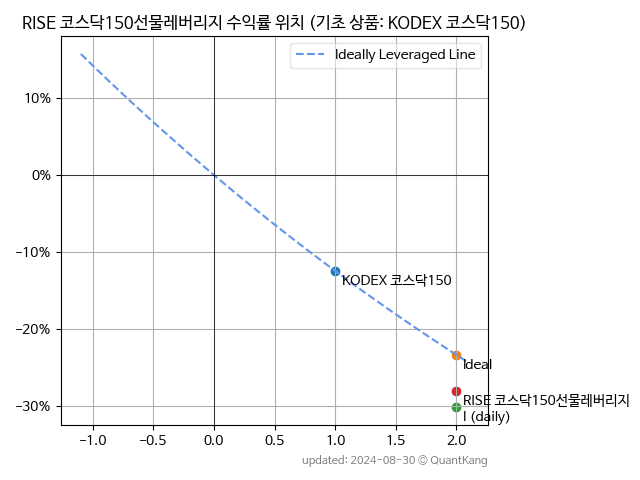 RISE 코스닥150선물레버리지 수익률 위치 (기초 상품: KODEX 코스닥150)
Ideally Leveraged Line
10%
0%
−10%
−20%
−30%
KODEX 코스닥150
Ideal
RISE 코스닥150선물레버리지
I (daily)
−1.0
−0.5
0.0
0.5
1.0
1.5
2.0
updated: 2024-08-30 © QuantKang